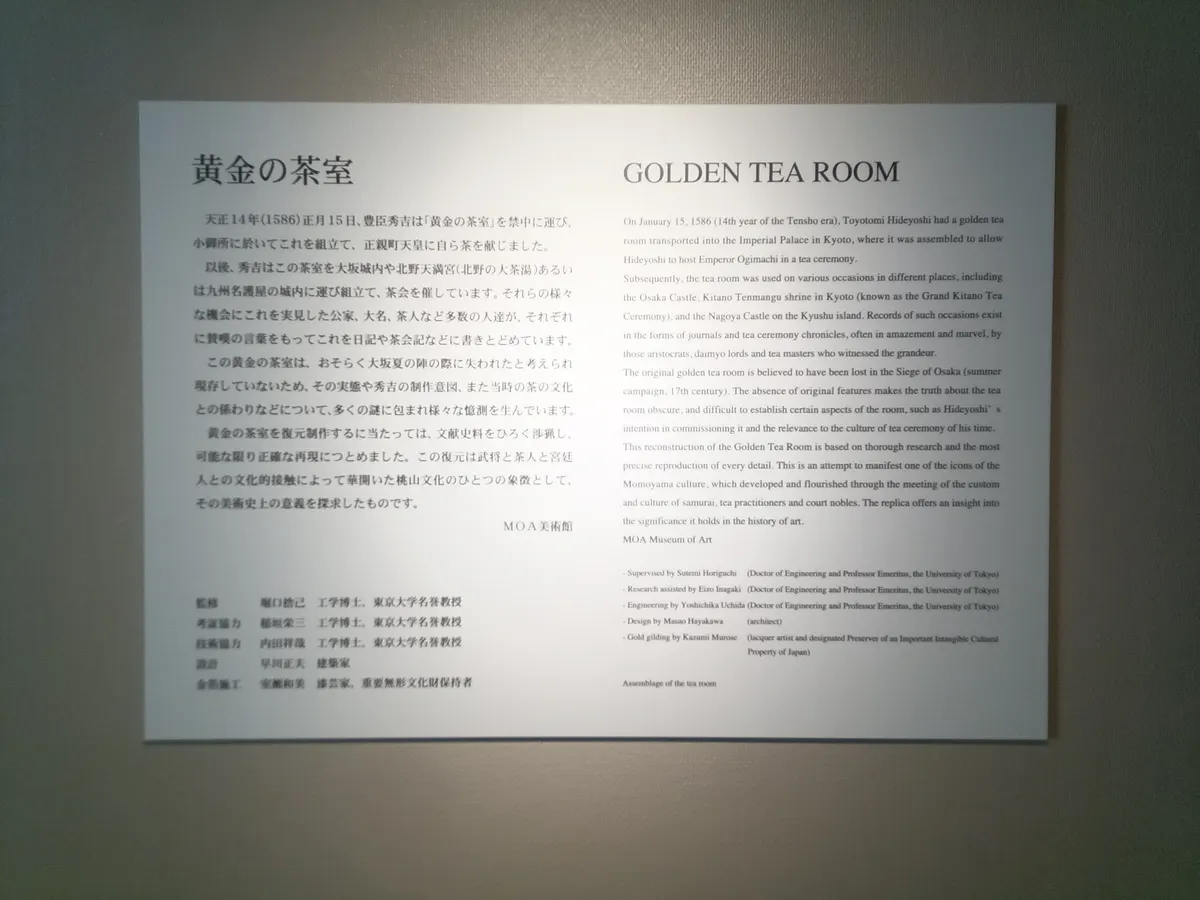 黄金の茶室
天正14年(1586)正月15日、豊臣秀吉は「黄金の茶室」を禁中に運び、
小御所に於いてこれを組立て、正親町天皇に自ら茶を献じました。
以後、秀吉はこの茶室を大坂城内や北野天満宮(北野の大茶湯)あるい
は九州名護屋の城内に運び組立て、茶会を催しています。それらの様々
な機会にこれを実見した公家、大名、茶人など多数の人達が、それぞれ
に賛嘆の言葉をもってこれを日記や茶会記などに書きとどめています。
この黄金の茶室は、おそらく大坂夏の陣の際に失われたと考えられ
現存していないため、その実態や秀吉の制作意図、また当時の茶の文化
との係わりなどについて、多くの謎に包まれ様々な憶測を生んでいます。
黄金の茶室を復元制作するに当たっては、文献史料をひろく渉猟し、
可能な限り正確な再現につとめました。この復元は武将と茶人と宮廷
人との文化的接触によって華開いた桃山文化のひとつの象徴として、
その美術史上の意義を探求したものです。
MOA美術館
監修 堀口捨己 工学博士、東京大学名誉教授
考証協力 稲垣栄三 工学博士、東京大学名誉教授
技術協力 内田祥哉 工学博士、東京大学名誉教授
設計 早川正夫 建築家
金箔施工 室瀬和美 漆芸家、重要無形文化財保持者
GOLDEN TEA ROOM
On January 15, 1586 (14th year of the Tensho era), Toyotomi Hideyoshi had a golden tea
room transported into the Imperial Palace in Kyoto, where it was assembled to allow
Hideyoshi to host Emperor Ogimachi in a tea ceremony.
Subsequently, the tea room was used on various occasions in different places, including
the Osaka Castle, Kitano Tenmangu shrine in Kyoto (known as the Grand Kitano Tea
Ceremony), and the Nagoya Castle on the Kyushu island. Records of such occasions exist
in the forms of journals and tea ceremony chronicles, often in amazement and marvel, by
those aristocrats, daimyo lords and tea masters who witnessed the grandeur.
The original golden tea room is believed to have been lost in the Siege of Osaka (summer
campaign, 17th century). The absence of original features makes the truth about the tea
room obscure, and difficult to establish certain aspects of the room, such as Hideyoshi’s
intention in commissioning it and the relevance to the culture of tea ceremony of his time.
This reconstruction of the Golden Tea Room is based on thorough research and the most
precise reproduction of every detail. This is an attempt to manifest one of the icons of the
Momoyama culture, which developed and flourished through the meeting of the custom
and culture of samurai, tea practitioners and court nobles. The replica offers an insight into
the significance it holds in the history of art.
MOA Museum of Art
- Supervised by Sutemi Horiguchi (Doctor of Engineering and Professor Emeritus, the University of Tokyo)
- Research assisted by Eizo Inagaki (Doctor of Engineering and Professor Emeritus, the University of Tokyo)
- Engineering by Yoshichika Uchida (Doctor of Engineering and Professor Emeritus, the University of Tokyo)
- Design by Masao Hayakawa (architect)
- Gold gilding by Kazumi Murose (lacquer artist and designated Preserver of an Important Intangible Cultural
Property of Japan)
Assemblage of the tea room